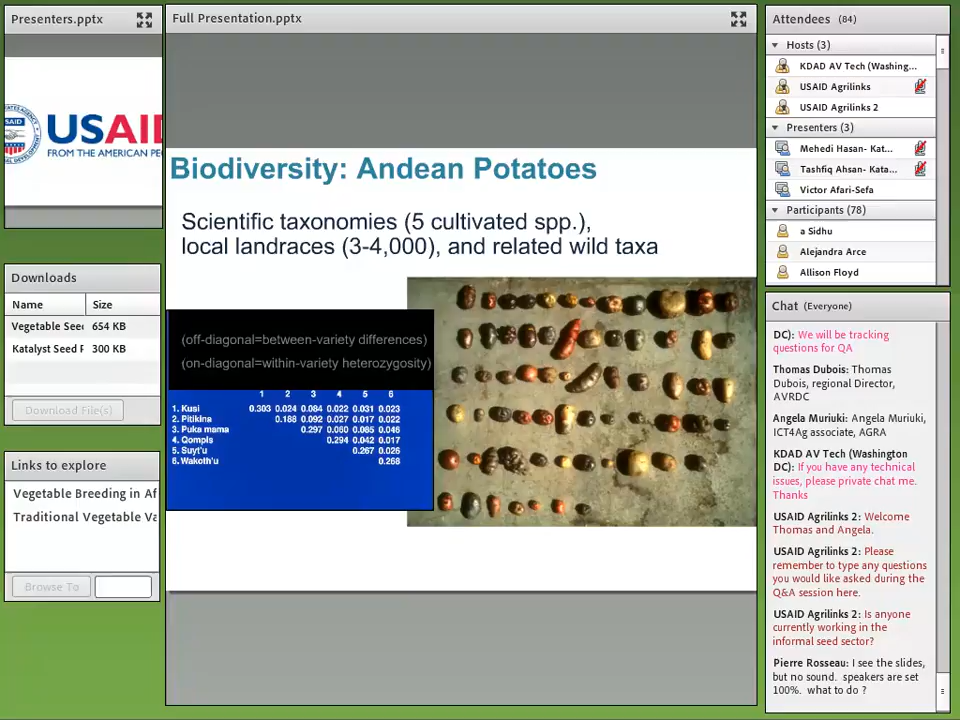 Presenters.pptx
USAID
FROM THE AMERICAN PE
Downloads
Name Size
Vegetable See 654 KB
Katalyst Seed F 300 KB
Download File(s)
Links to explore
Vegetable Breeding in Af
Traditional Vegetable Va
Browse To
Full Presentation.pptx
Biodiversity: Andean Potatoes
Scientific taxonomies (5 cultivated spp.),
local landraces (3-4,000), and related wild taxa
(off-diagonal=between-variety differences)
(on-diagonal=within-variety heterozygosity)
1 2 3 4 5 6
1. Kusi 0.303 0.024 0.084 0.022 0.031 0.023
2. Pitikina 0.188 0.092 0.027 0.017 0.022
3. Puka mama 0.297 0.060 0.065 0.046
4. Qompis 0.294 0.042 0.017
5. Suyt'u 0.267 0.026
6. Wakoth'u 0.268
Attendees (84)
Hosts (3)
KDAD AV Tech (Washing...
USAID Agrilinks
USAID Agrilinks 2
Presenters (3)
Mehedi Hasan- Kat...
Tashfiq Ahsan- Kata...
Victor Afari-Sefa
Participants (78)
a Sidhu
Alejandra Arce
Allison Floyd
Chat (Everyone)
DC): We will be tracking
questions for QA
Thomas Dubois: Thomas
Dubois, regional Director,
AVRDC
Angela Muriuki: Angela Muriuki,
ICT4Ag associate, AGRA
KDAD AV Tech (Washington
DC): If you have any technical
issues, please private chat me.
Thanks
USAID Agrilinks 2: Welcome
Thomas and Angela.
USAID Agrilinks 2: Please
remember to type any questions
you would like asked during the
Q&A session here.
USAID Agrilinks 2: Is anyone
currently working in the
informal seed sector?
Pierre Rosseau: I see the slides,
but no sound. speakers are set
100%. what to do ?